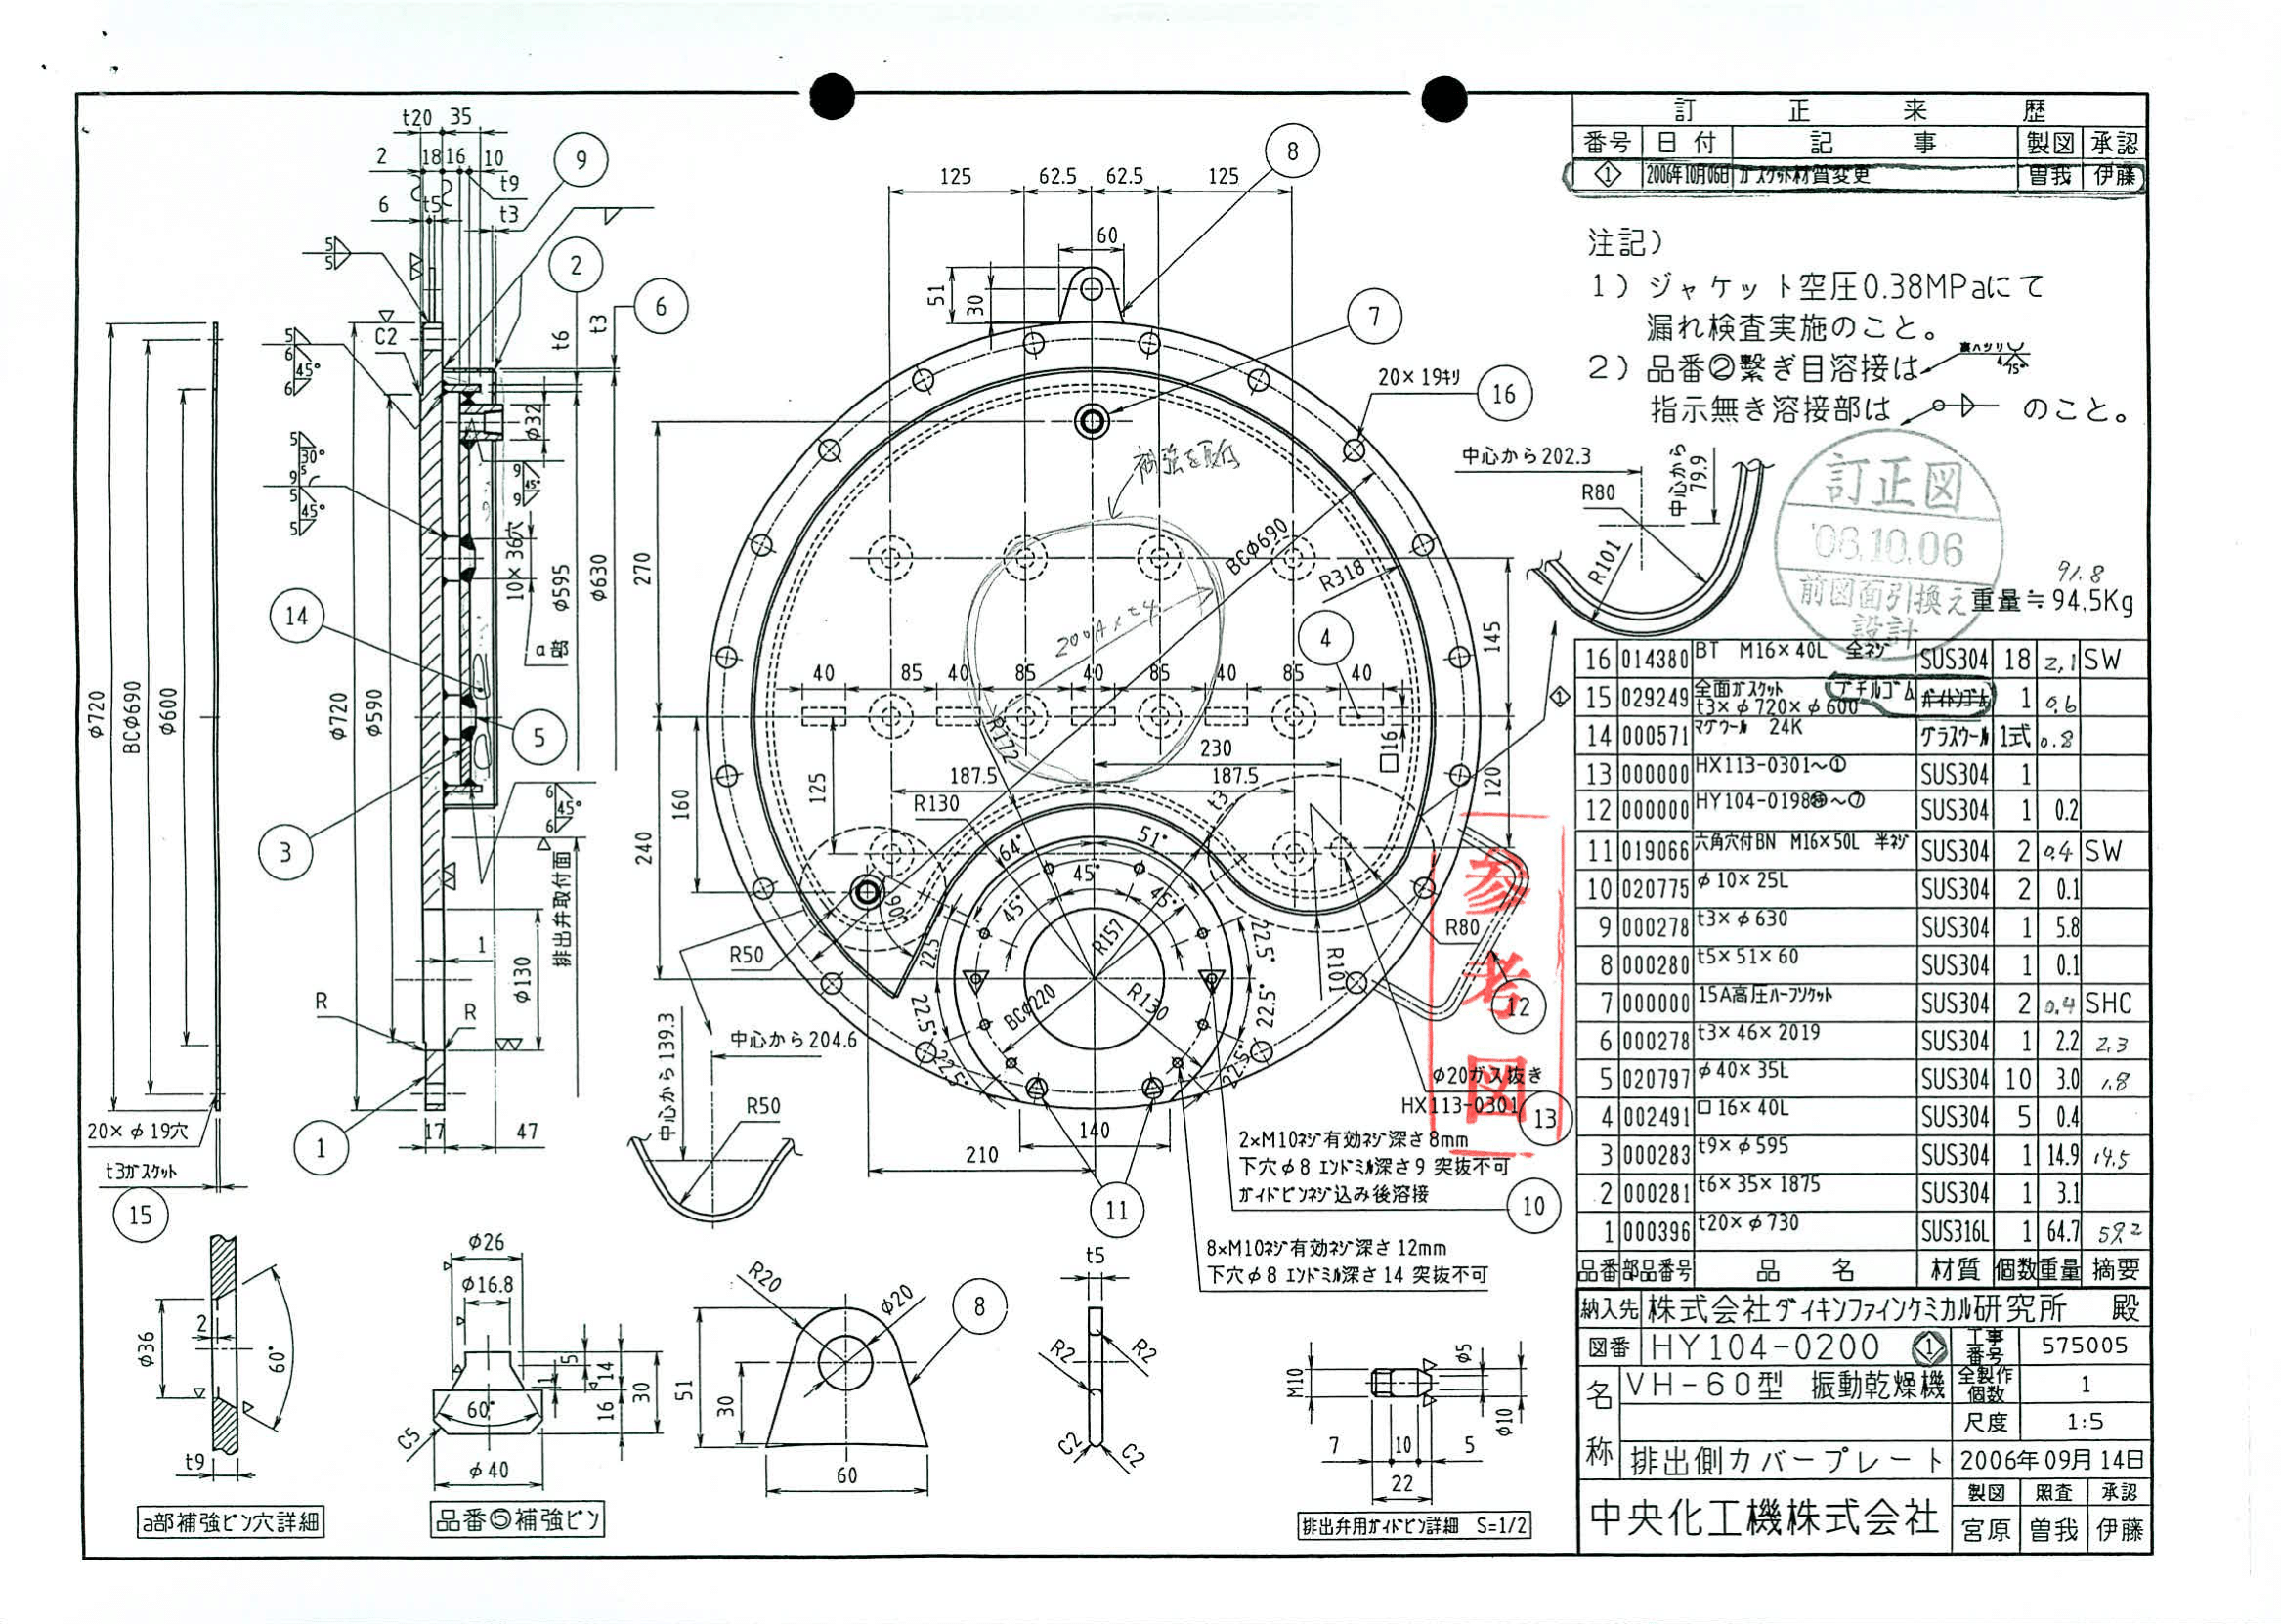 訂正来歴
番号 日付 記事 製図 承認
1 2006年10月06日 ガスケット材質変更 曽我 伊藤
注記)
1) ジャケット空圧0.38MPaにて
漏れ検査実施のこと。
2) 品番②繋ぎ目溶接は 裏ハツリ 4 75°
指示無き溶接部は のこと。
訂正図
'06.10.06
前図面引換え
設計
91.8
重量≒94.5Kg
16 014380 BT M16×40L 全ネジ SUS304 18 2,1 SW
15 029249 全面ガスケット t3×φ720×φ600 ブチルゴム バイトンゴム 1 0,6
14 000571 マグウール 24K グラスウール 1式 0.8
13 000000 HX113-0301~① SUS304 1
12 000000 HY104-0198~⑦ SUS304 1 0.2
11 019066 六角穴付BN M16×50L 半ネジ SUS304 2 0,4 SW
10 020775 φ10×25L SUS304 2 0.1
9 000278 t3×φ630 SUS304 1 5.8
8 000280 t5×51×60 SUS304 1 0.1
7 000000 15A高圧ハーフソケット SUS304 2 0,4 SHC
6 000278 t3×46×2019 SUS304 1 2.2 2,3
5 020797 φ40×35L SUS304 10 3.0 1,8
4 002491 □16×40L SUS304 5 0.4
3 000283 t9×φ595 SUS304 1 14.9 14.5
2 000281 t6×35×1875 SUS304 1 3.1
1 000396 t20×φ730 SUS316L 1 64.7
品番 部品番号 品名 材質 個数 重量 摘要
納入先 株式会社ダイキンファインケミカル研究所 殿
図番 HY104-0200 1 工事番号 575005
名称 VH-60型 振動乾燥機 全製作個数 1
尺度 1:5
排出側カバープレート 2006年09月14日
中央化工機株式会社
製図 照査 承認
宮原 曽我 伊藤
参考図
t20 35
2 18 16 10
t9
6 t5 t3
9
2
6
5
5
C2
t6
t3
5
6
45°
6
5
30°
9
5
5
45°
5
φ32
9
45°
9
10×36穴
a部
φ595
φ630
φ720
BCφ690
φ600
φ720
φ590
14
5
3
6
45°
6
排出弁取付面
1
φ130
R
R
1
17
47
20×φ19穴
t3ガスケット
15
125 62.5 62.5 125
60
51
30
8
7
20×19キリ
16
補強を取付
200A×t4
BCφ690
R318
4
270
145
40 85 40 85 40 85 40 85 40
R172
□16
230
187.5 187.5
125
120
R130
t3
160
240
64°
51°
45°
45°
45°
90°
R50
22.5°
22.5°
22.5°
22.5°
22.5°
22.5°
R157
BCφ220
R130
R80
R101
12
φ20ガス抜き
HX113-0301
13
140
210
11
2×M10ネジ有効ネジ深さ8mm
下穴φ8 エンドミル深さ9 突抜不可
ガイドピンネジ込み後溶接
10
8×M10ネジ有効ネジ深さ12mm
下穴φ8 エンドミル深さ14 突抜不可
中心から202.3
中心から79.9
R80
R101
1
中心から139.3
中心から204.6
R50
φ36
2
60°
t9
a部補強ピン穴詳細
φ26
φ16.8
5
1
14
16
30
60°
C5
φ40
品番⑤補強ピン
R20
φ20
8
51
30
60
t5
R2
R2
C2
C2
M10
φ5
φ10
7 10 5
22
排出弁用ガイドピン詳細 S=1/2